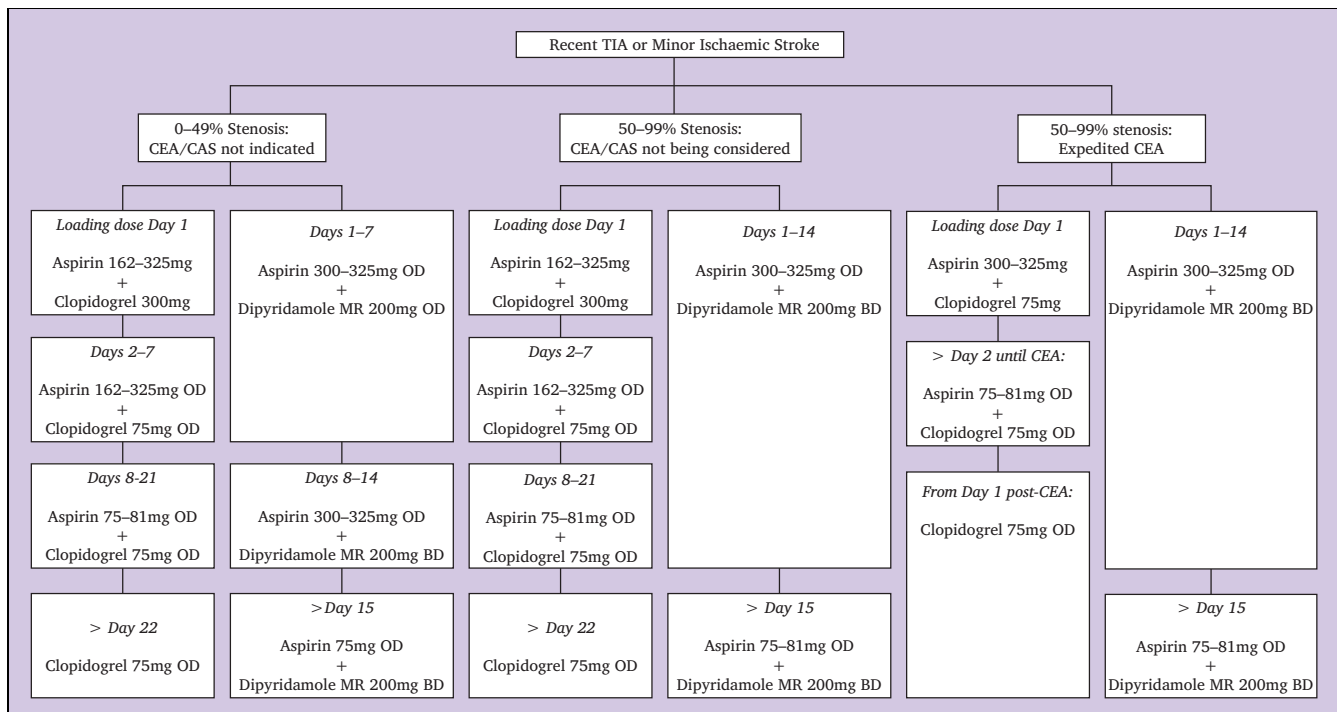 Recent TIA or Minor Ischaemic Stroke
0–49% Stenosis:
CEA/CAS not indicated
Loading dose Day 1
Aspirin 162–325mg
+
Clopidogrel 300mg
Days 2–7
Aspirin 162–325mg OD
+
Clopidogrel 75mg OD
Days 8-21
Aspirin 75–81mg OD
+
Clopidogrel 75mg OD
> Day 22
Clopidogrel 75mg OD
Days 1–7
Aspirin 300–325mg OD
+
Dipyridamole MR 200mg OD
Days 8–14
Aspirin 300–325mg OD
+
Dipyridamole MR 200mg BD
>Day 15
Aspirin 75mg OD
+
Dipyridamole MR 200mg BD
50–99% Stenosis:
CEA/CAS not being considered
Loading dose Day 1
Aspirin 162–325mg
+
Clopidogrel 300mg
Days 2–7
Aspirin 162–325mg OD
+
Clopidogrel 75mg OD
Days 8–21
Aspirin 75–81mg OD
+
Clopidogrel 75mg OD
> Day 22
Clopidogrel 75mg OD
Days 1–14
Aspirin 300–325mg OD
+
Dipyridamole MR 200mg BD
> Day 15
Aspirin 75–81mg OD
+
Dipyridamole MR 200mg BD
50–99% stenosis:
Expedited CEA
Loading dose Day 1
Aspirin 300–325mg
+
Clopidogrel 75mg
> Day 2 until CEA:
Aspirin 75–81mg OD
+
Clopidogrel 75mg OD
From Day 1 post-CEA:
Clopidogrel 75mg OD
Days 1–14
Aspirin 300–325mg OD
+
Dipyridamole MR 200mg BD
> Day 15
Aspirin 75–81mg OD
+
Dipyridamole MR 200mg BD